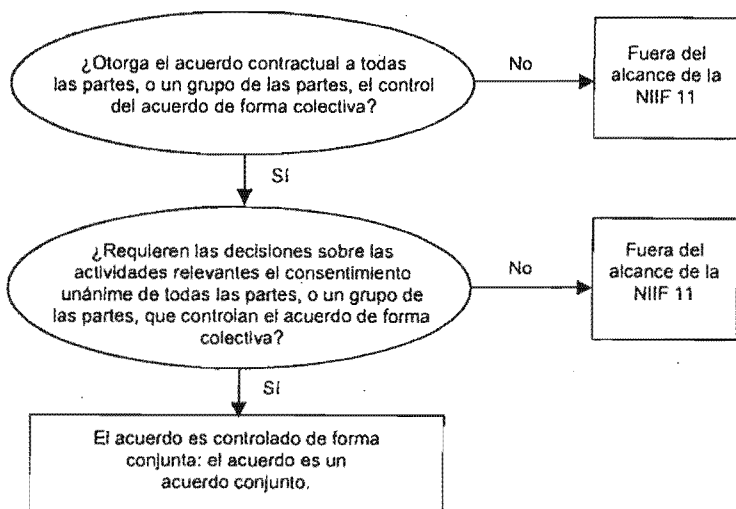 ¿Otorga el acuerdo contractual a todas
las partes, o un grupo de las partes, el control
del acuerdo de forma colectiva?
No
Fuera del
alcance de la
NIIF 11
Sí
¿Requieren las decisiones sobre las
actividades relevantes el consentimiento
unánime de todas las partes, o un grupo de
las partes, que controlan el acuerdo de forma
colectiva?
No
Fuera del
alcance de la
NIIF 11
Sí
El acuerdo es controlado de forma
conjunta: el acuerdo es un
acuerdo conjunto.